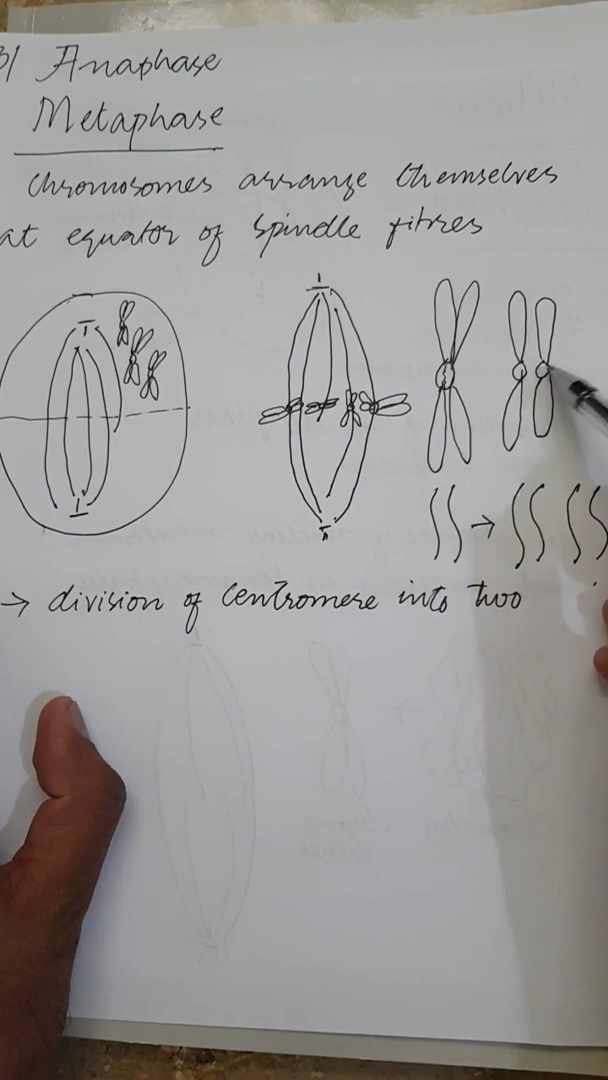 3/ Anaphase
Metaphase
Chromosomes arrange themselves
at equator of spindle fibres
→ division of centromere into two